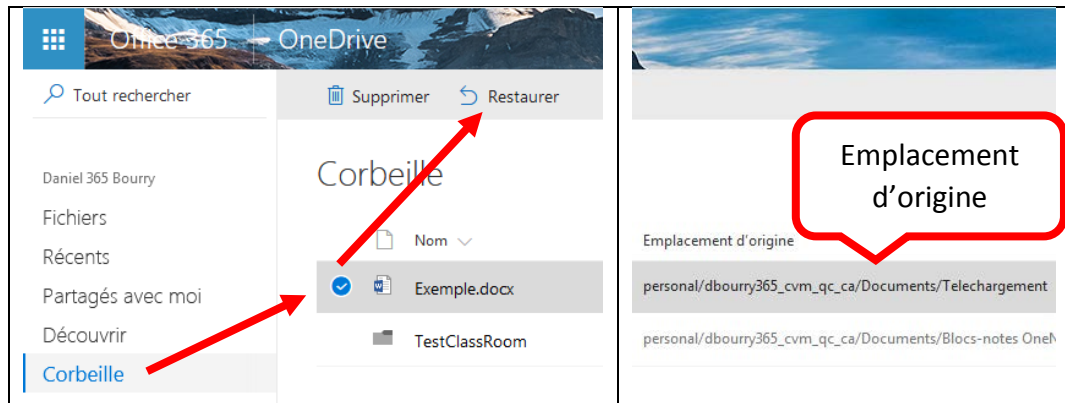 Office 365 OneDrive
Tout rechercher
Supprimer Restaurer
Daniel 365 Bourry
Fichiers
Récents
Partagés avec moi
Découvrir
Corbeille
Corbeille
Nom
Exemple.docx
TestClassRoom
Emplacement
d’origine
Emplacement d'origine
personal/dbourry365_cvm_qc_ca/Documents/Telechargement
personal/dbourry365_cvm_qc_ca/Documents/Blocs-notes OneN